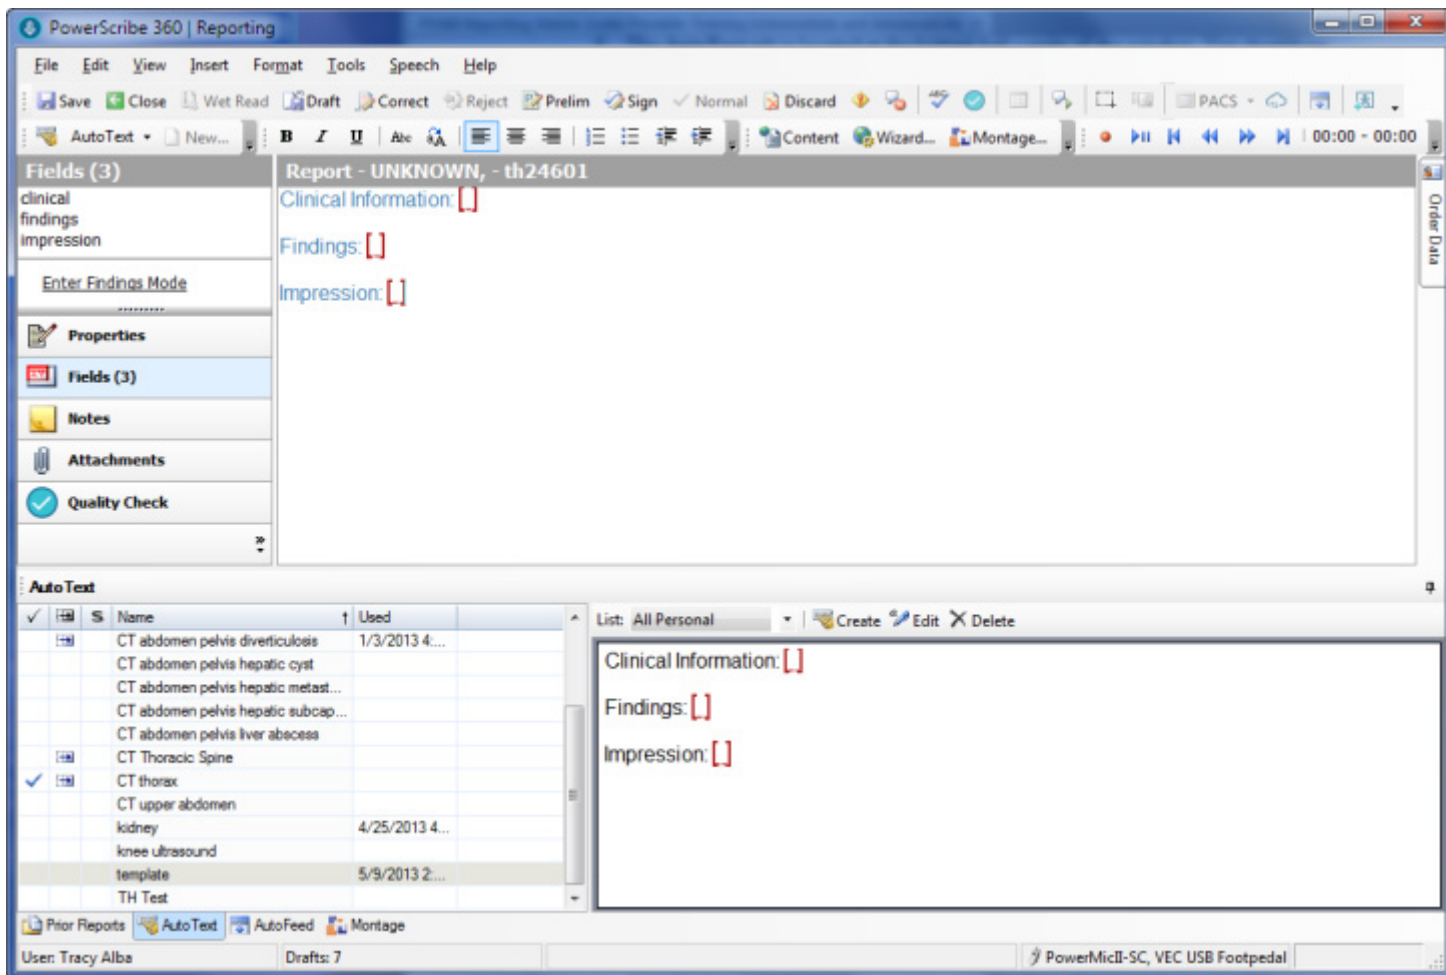 PowerScribe 360 | Reporting
File Edit View Insert Format Tools Speech Help
Save Close Wet Read Draft Correct Reject Prelim Sign Normal Discard PACS
AutoText New... B I U Abc Content Wizard... Montage... 00:00 - 00:00
Fields (3)
clinical
findings
impression
Enter Findings Mode
Properties
Fields (3)
Notes
Attachments
Quality Check
Report - UNKNOWN, - th24601
Clinical Information: [ ]
Findings: [ ]
Impression: [ ]
Order Data
AutoText
S Name Used
CT abdomen pelvis diverticulosis 1/3/2013 4:...
CT abdomen pelvis hepatic cyst
CT abdomen pelvis hepatic metast...
CT abdomen pelvis hepatic subcap...
CT abdomen pelvis liver abscess
CT Thoracic Spine
CT thorax
CT upper abdomen
kidney 4/25/2013 4...
knee ultrasound
template 5/9/2013 2:...
TH Test
List: All Personal Create Edit Delete
Clinical Information: [ ]
Findings: [ ]
Impression: [ ]
Prior Reports AutoText AutoFeed Montage
User: Tracy Alba Drafts: 7 PowerMicII-SC, VEC USB Footpedal